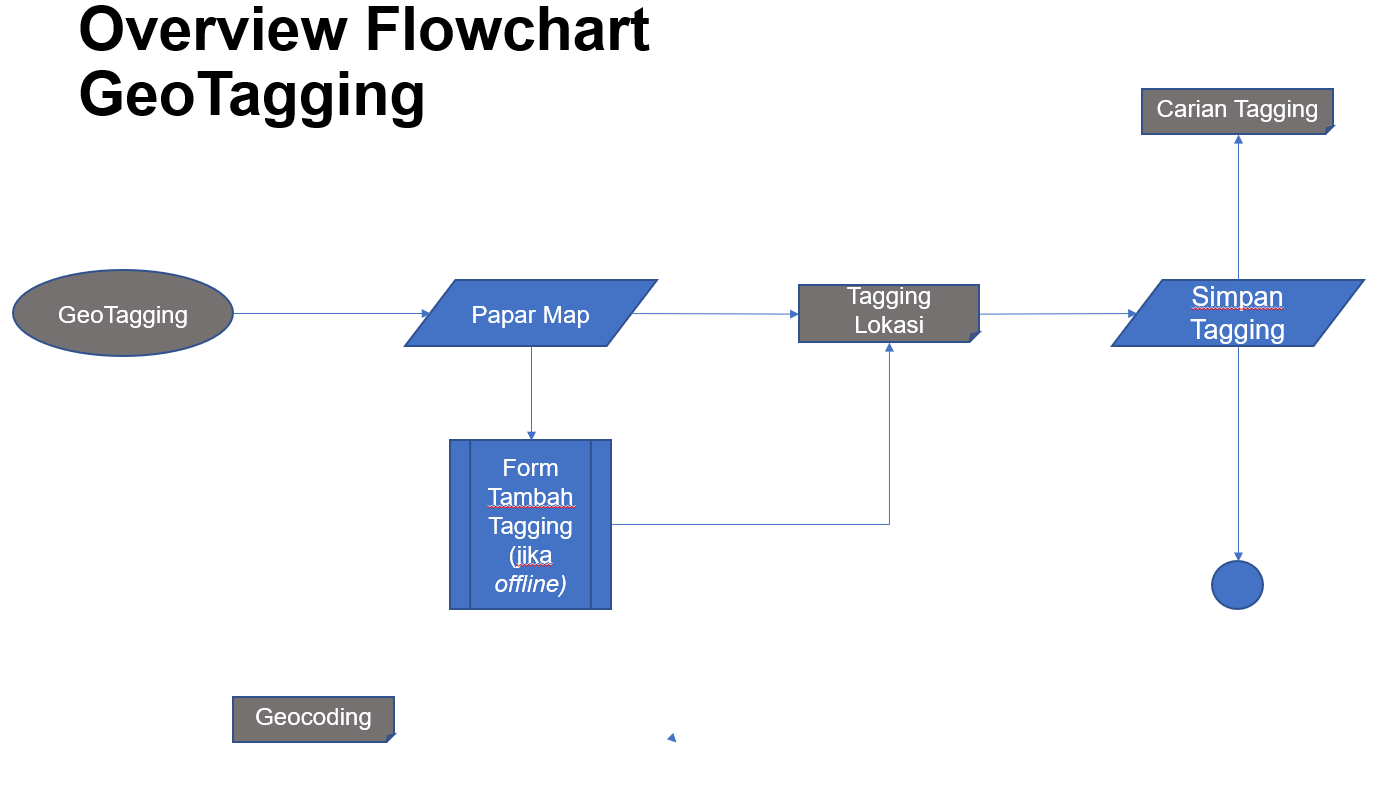 Overview Flowchart
GeoTagging
Carian Tagging
GeoTagging
Papar Map
Tagging
Lokasi
Simpan
Tagging
Form
Tambah
Tagging
(jika
offline)
Geocoding